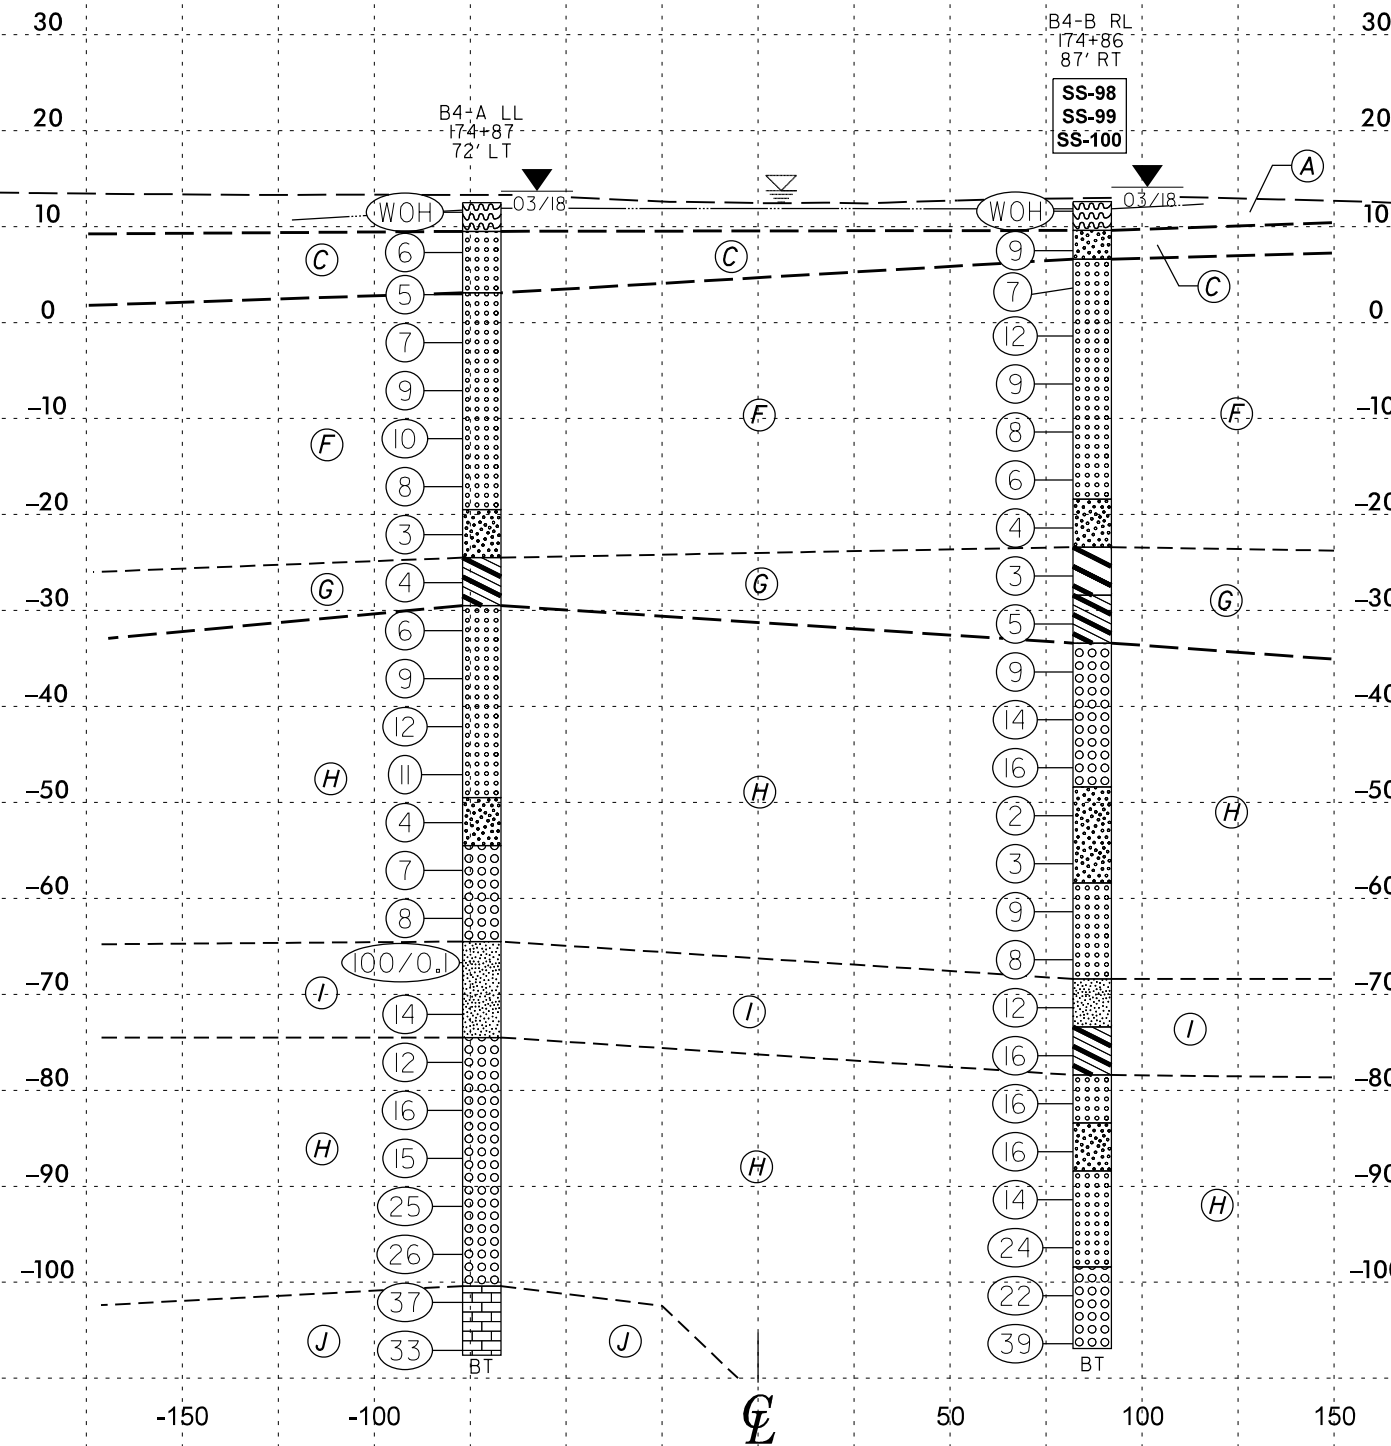 30
B4-B RL
174+86
87' RT
30
SS-98
SS-99
SS-100
20
B4-A LL
174+87
72' LT
20
A
03/18
03/18
10
WOH
WOH
10
6
C
C
9
C
5
7
0
0
7
12
9
9
-10
F
10
F
8
F
-10
8
6
-20
3
4
-20
G
4
G
3
G
-30
6
5
-30
9
9
-40
12
14
-40
H
11
H
16
H
-50
4
2
-50
7
3
-60
8
9
-60
100/0.1
8
-70
I
14
I
12
I
-70
12
16
-80
16
16
-80
H
15
H
16
-90
25
14
H
-90
26
24
-100
37
22
-100
J
33
J
39
BT
BT
-150
-100
CL
50
100
150